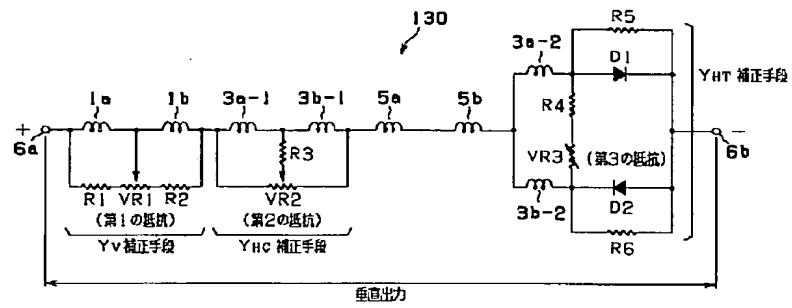 130
3a-2
R5
D1
YHT 補正手段
1a
1b
3a-1
3b-1
5a
5b
R4
+
6a
R3
VR3
(第3の抵抗)
−
6b
R1
VR1
R2
VR2
3b-2
D2
(第1の抵抗)
(第2の抵抗)
R6
YV補正手段
YHC 補正手段
垂直出力